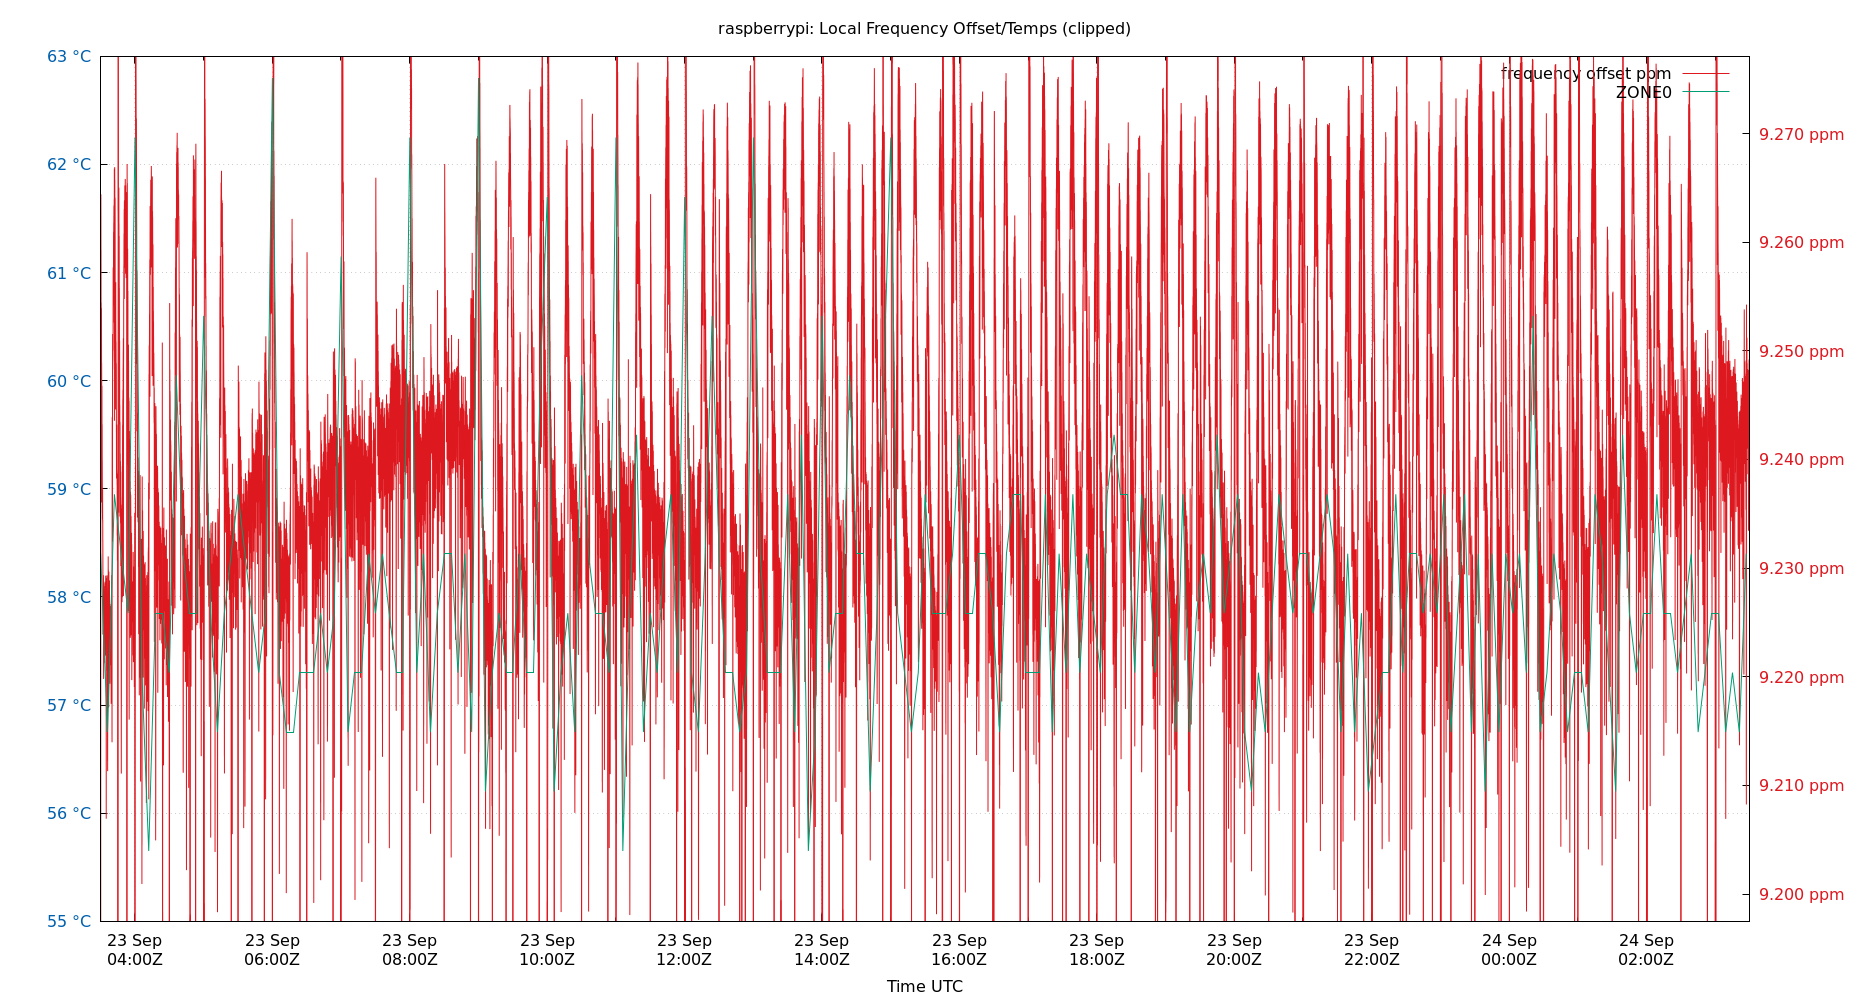 raspberrypi: Local Frequency Offset/Temps (clipped)
63 °C
62 °C
61 °C
60 °C
59 °C
58 °C
57 °C
56 °C
55 °C
frequency offset ppm
ZONE0
9.270 ppm
9.260 ppm
9.250 ppm
9.240 ppm
9.230 ppm
9.220 ppm
9.210 ppm
9.200 ppm
23 Sep 23 Sep 23 Sep 23 Sep 23 Sep 23 Sep 23 Sep 23 Sep 23 Sep 23 Sep 24 Sep 24 Sep
04:00Z 06:00Z 08:00Z 10:00Z 12:00Z 14:00Z 16:00Z 18:00Z 20:00Z 22:00Z 00:00Z 02:00Z
Time UTC